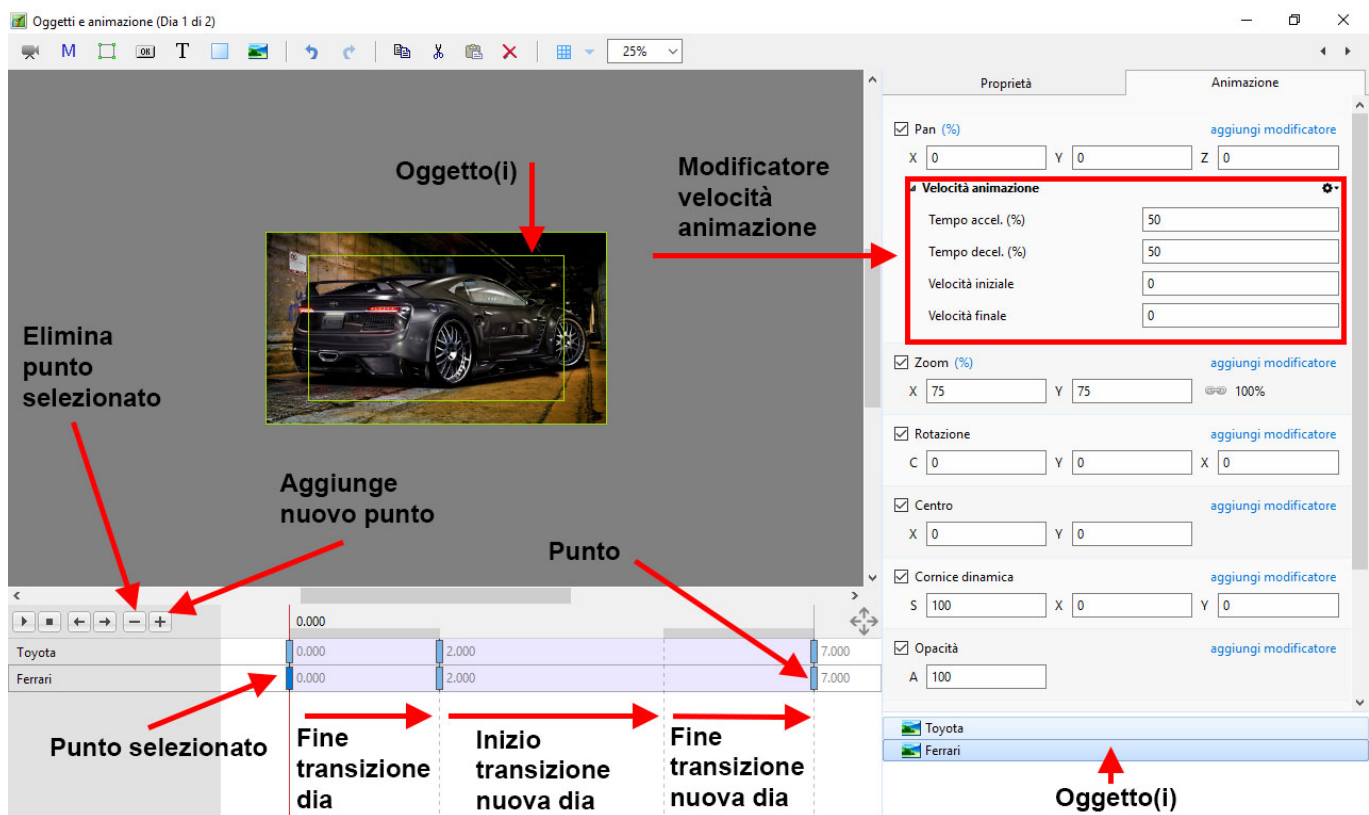 Oggetti e animazione (Dia 1 di 2)
M OK T 25%
Proprietà Animazione
Pan (%) aggiungi modificatore
X 0 Y 0 Z 0
Velocità animazione
Tempo accel. (%) 50
Tempo decel. (%) 50
Velocità iniziale 0
Velocità finale 0
Zoom (%) aggiungi modificatore
X 75 Y 75 100%
Rotazione aggiungi modificatore
C 0 Y 0 X 0
Centro aggiungi modificatore
X 0 Y 0
Cornice dinamica aggiungi modificatore
S 100 X 0 Y 0
Opacità aggiungi modificatore
A 100
Toyota
Ferrari
Oggetto(i)
Oggetto(i)
Modificatore
velocità
animazione
Elimina
punto
selezionato
Aggiunge
nuovo punto
Punto
0.000
Toyota 0.000 2.000 7.000
Ferrari 0.000 2.000 7.000
Punto selezionato
Fine
transizione
dia
Inizio
transizione
nuova dia
Fine
transizione
nuova dia